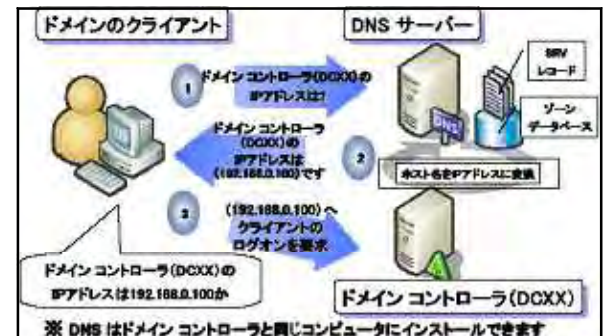 ドメインのクライアント
DNS サーバー
SRV
レコード
ゾーン
データベース
1
ドメイン コントローラ(DCXX)の
IPアドレスは?
ドメイン コントローラ
(DCXX)の
IPアドレスは
(192.168.0.100)です
2
DNS
ホスト名をIPアドレスに変換
3
(192.168.0.100) へ
クライアントの
ログオンを要求
ドメイン コントローラ(DCXX)の
IPアドレスは192.168.0.100か
ドメイン コントローラ(DCXX)
※ DNS はドメイン コントローラと同じコンピュータにインストールできます